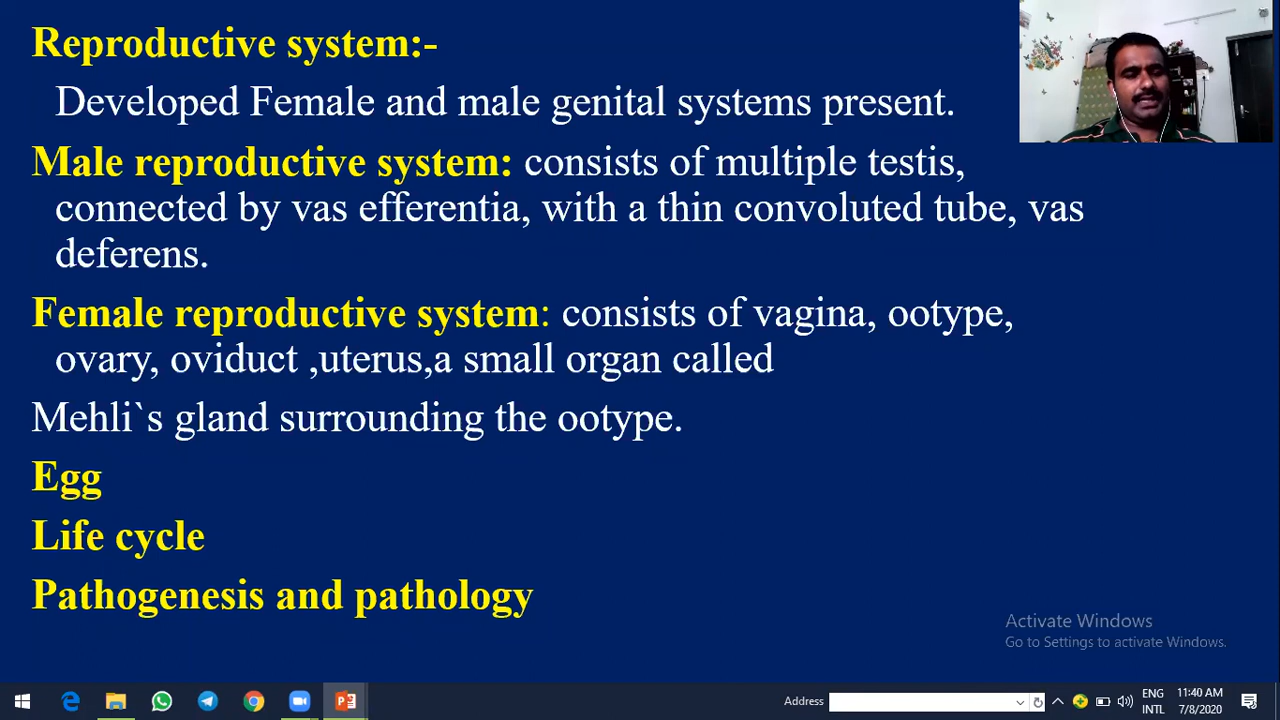 Reproductive system:-
Developed Female and male genital systems present.
Male reproductive system: consists of multiple testis,
connected by vas efferentia, with a thin convoluted tube, vas
deferens.
Female reproductive system: consists of vagina, ootype,
ovary, oviduct ,uterus,a small organ called
Mehli`s gland surrounding the ootype.
Egg
Life cycle
Pathogenesis and pathology
Activate Windows
Go to Settings to activate Windows.
Address
ENG
INTL
11:40 AM
7/8/2020